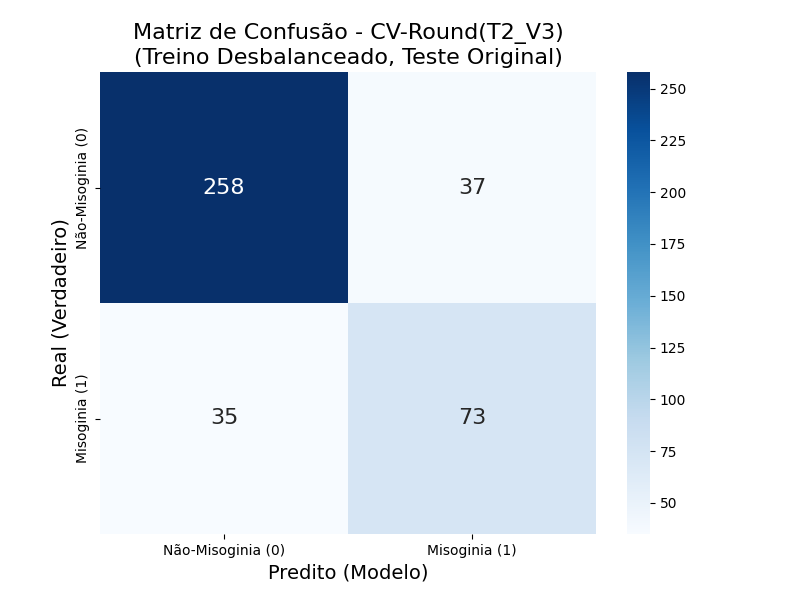 Matriz de Confusão - CV-Round(T2_V3)
(Treino Desbalanceado, Teste Original)
Real (Verdadeiro)
Não-Misoginia (0)
Misoginia (1)
258
37
35
73
Não-Misoginia (0)
Misoginia (1)
Predito (Modelo)
250
225
200
175
150
125
100
75
50